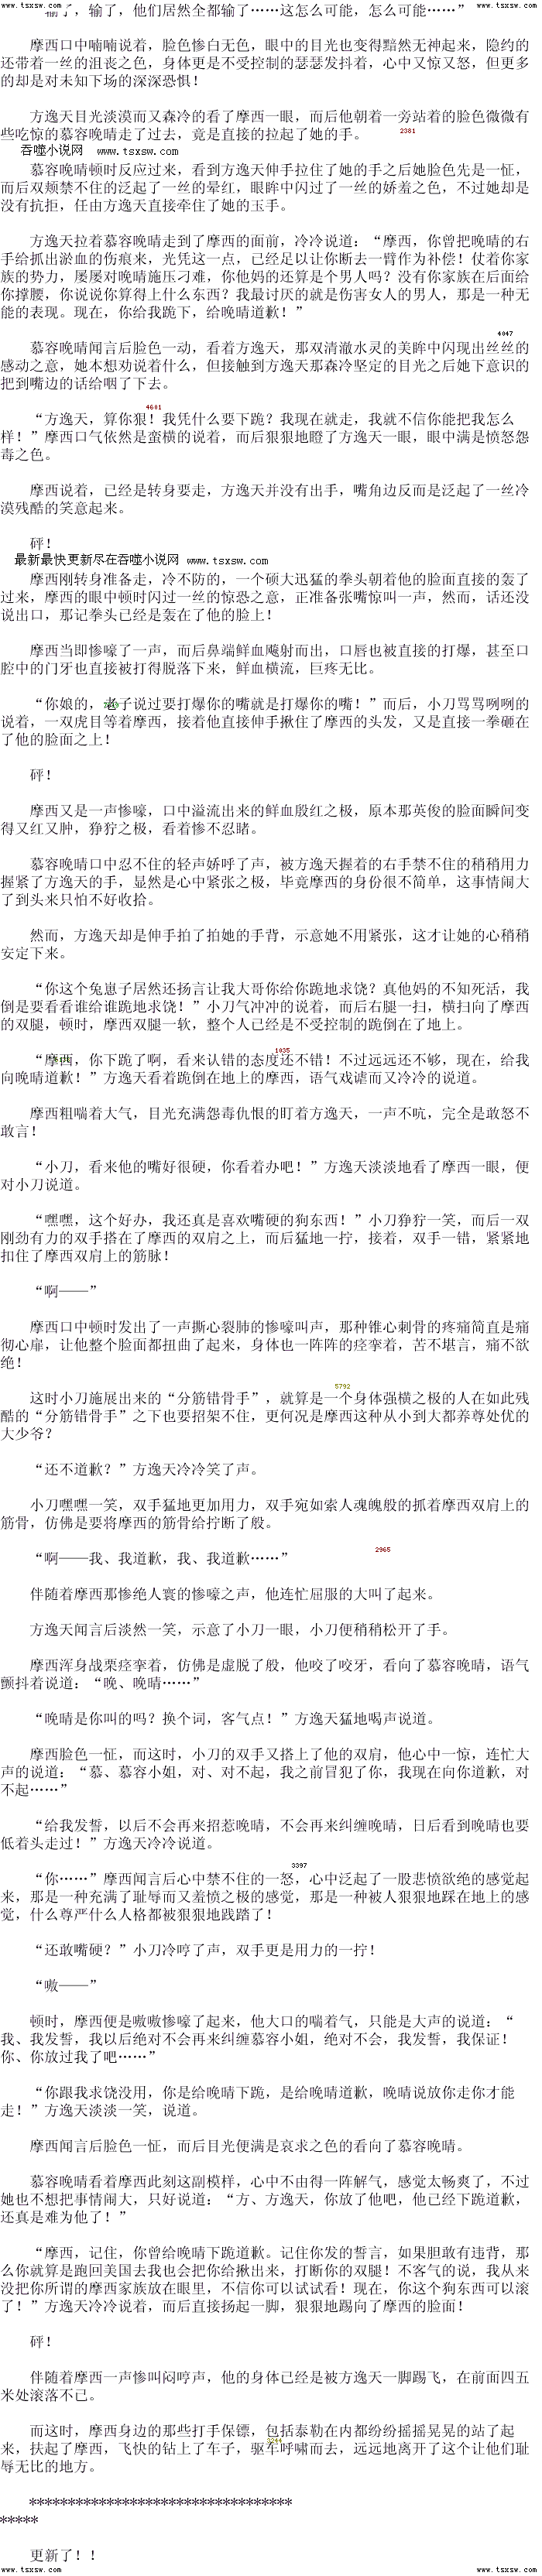 www.tsxsw.com www.tsxsw.com
输了，输了，他们居然全都输了……这怎么可能，怎么可能……”
摩西口中喃喃说着，脸色惨白无色，眼中的目光也变得黯然无神起来，隐约的
还带着一丝的沮丧之色，身体更是不受控制的瑟瑟发抖着，心中又惊又怒，但更多
的却是对未知下场的深深恐惧！
方逸天目光淡漠而又森冷的看了摩西一眼，而后他朝着一旁站着的脸色微微有
些吃惊的慕容晚晴走了过去，竟是直接的拉起了她的手。
2381
吞噬小说网 www.tsxsw.com
慕容晚晴顿时反应过来，看到方逸天伸手拉住了她的手之后她脸色先是一怔，
而后双颊禁不住的泛起了一丝的晕红，眼眸中闪过了一丝的娇羞之色，不过她却是
没有抗拒，任由方逸天直接牵住了她的玉手。
方逸天拉着慕容晚晴走到了摩西的面前，冷冷说道：“摩西，你曾把晚晴的右
手给抓出淤血的伤痕来，光凭这一点，已经足以让你断去一臂作为补偿！仗着你家
族的势力，屡屡对晚晴施压刁难，你他妈的还算是个男人吗？没有你家族在后面给
你撑腰，你说说你算得上什么东西？我最讨厌的就是伤害女人的男人，那是一种无
能的表现。现在，你给我跪下，给晚晴道歉！”
4047
慕容晚晴闻言后脸色一动，看着方逸天，那双清澈水灵的美眸中闪现出丝丝的
感动之意，她本想劝说着什么，但接触到方逸天那森冷坚定的目光之后她下意识的
把到嘴边的话给咽了下去。
4681
“方逸天，算你狠！我凭什么要下跪？我现在就走，我就不信你能把我怎么
样！”摩西口气依然是蛮横的说着，而后狠狠地瞪了方逸天一眼，眼中满是愤怒怨
毒之色。
摩西说着，已经是转身要走，方逸天并没有出手，嘴角边反而是泛起了一丝冷
漠残酷的笑意起来。
砰！
最新最快更新尽在吞噬小说网 www.tsxsw.com
摩西刚转身准备走，冷不防的，一个硕大迅猛的拳头朝着他的脸面直接的轰了
过来，摩西的眼中顿时闪过一丝的惊恐之意，正准备张嘴惊叫一声，然而，话还没
说出口，那记拳头已经是轰在了他的脸上！
摩西当即惨嚎了一声，而后鼻端鲜血飚射而出，口唇也被直接的打爆，甚至口
腔中的门牙也直接被打得脱落下来，鲜血横流，巨疼无比。
“你娘的，老子说过要打爆你的嘴就是打爆你的嘴！”而后，小刀骂骂咧咧的
说着，一双虎目等着摩西，接着他直接伸手揪住了摩西的头发，又是直接一拳砸在
了他的脸面之上！
砰！
摩西又是一声惨嚎，口中溢流出来的鲜血殷红之极，原本那英俊的脸面瞬间变
得又红又肿，狰狞之极，看着惨不忍睹。
慕容晚晴口中忍不住的轻声娇呼了声，被方逸天握着的右手禁不住的稍稍用力
握紧了方逸天的手，显然是心中紧张之极，毕竟摩西的身份很不简单，这事情闹大
了到头来只怕不好收拾。
然而，方逸天却是伸手拍了拍她的手背，示意她不用紧张，这才让她的心稍稍
安定下来。
“你这个兔崽子居然还扬言让我大哥你给你跪地求饶？真他妈的不知死活，我
倒是要看看谁给谁跪地求饶！”小刀气冲冲的说着，而后右腿一扫，横扫向了摩西
的双腿，顿时，摩西双腿一软，整个人已经是不受控制的跪倒在了地上。
1035
“摩西，你下跪了啊，看来认错的态度还不错！不过远远还不够，现在，给我
向晚晴道歉！”方逸天看着跪倒在地上的摩西，语气戏谑而又冷冷的说道。
摩西粗喘着大气，目光充满怨毒仇恨的盯着方逸天，一声不吭，完全是敢怒不
敢言！
“小刀，看来他的嘴好很硬，你看着办吧！”方逸天淡淡地看了摩西一眼，便
对小刀说道。
“嘿嘿，这个好办，我还真是喜欢嘴硬的狗东西！”小刀狰狞一笑，而后一双
刚劲有力的双手搭在了摩西的双肩之上，而后猛地一拧，接着，双手一错，紧紧地
扣住了摩西双肩上的筋脉！
“啊——”
摩西口中顿时发出了一声撕心裂肺的惨嚎叫声，那种锥心刺骨的疼痛简直是痛
彻心扉，让他整个脸面都扭曲了起来，身体也一阵阵的痉挛着，苦不堪言，痛不欲
绝！
5792
这时小刀施展出来的“分筋错骨手”，就算是一个身体强横之极的人在如此残
酷的“分筋错骨手”之下也要招架不住，更何况是摩西这种从小到大都养尊处优的
大少爷？
“还不道歉？”方逸天冷冷笑了声。
小刀嘿嘿一笑，双手猛地更加用力，双手宛如索人魂魄般的抓着摩西双肩上的
筋骨，仿佛是要将摩西的筋骨给拧断了般。
2965
“啊——我、我道歉，我、我道歉……”
伴随着摩西那惨绝人寰的惨嚎之声，他连忙屈服的大叫了起来。
方逸天闻言后淡然一笑，示意了小刀一眼，小刀便稍稍松开了手。
摩西浑身战栗痉挛着，仿佛是虚脱了般，他咬了咬牙，看向了慕容晚晴，语气
颤抖着说道：“晚、晚晴……”
“晚晴是你叫的吗？换个词，客气点！”方逸天猛地喝声说道。
摩西脸色一怔，而这时，小刀的双手又搭上了他的双肩，他心中一惊，连忙大
声的说道：“慕、慕容小姐，对、对不起，我之前冒犯了你，我现在向你道歉，对
不起……”
“给我发誓，以后不会再来招惹晚晴，不会再来纠缠晚晴，日后看到晚晴也要
低着头走过！”方逸天冷冷说道。
3397
“你……”摩西闻言后心中禁不住的一怒，心中泛起了一股悲愤欲绝的感觉起
来，那是一种充满了耻辱而又羞愤之极的感觉，那是一种被人狠狠地踩在地上的感
觉，什么尊严什么人格都被狠狠地践踏了！
“还敢嘴硬？”小刀冷哼了声，双手更是用力的一拧！
“嗷——”
顿时，摩西便是嗷嗷惨嚎了起来，他大口的喘着气，只能是大声的说道：“
我、我发誓，我以后绝对不会再来纠缠慕容小姐，绝对不会，我发誓，我保证！
你、你放过我了吧……”
“你跟我求饶没用，你是给晚晴下跪，是给晚晴道歉，晚晴说放你走你才能
走！”方逸天淡淡一笑，说道。
摩西闻言后脸色一怔，而后目光便满是哀求之色的看向了慕容晚晴。
慕容晚晴看着摩西此刻这副模样，心中不由得一阵解气，感觉太畅爽了，不过
她也不想把事情闹大，只好说道：“方、方逸天，你放了他吧，他已经下跪道歉，
还真是难为他了！”
“摩西，记住，你曾给晚晴下跪道歉。记住你发的誓言，如果胆敢有违背，那
么你就算是跑回美国去我也会把你给揪出来，打断你的双腿！不客气的说，我从来
没把你所谓的摩西家族放在眼里，不信你可以试试看！现在，你这个狗东西可以滚
了！”方逸天冷冷说着，而后直接扬起一脚，狠狠地踢向了摩西的脸面！
砰！
伴随着摩西一声惨叫闷哼声，他的身体已经是被方逸天一脚踢飞，在前面四五
米处滚落不已。
而这时，摩西身边的那些打手保镖，包括泰勒在内都纷纷摇摇晃晃的站了起
来，扶起了摩西，飞快的钻上了车子，驱车呼啸而去，远远地离开了这个让他们耻
辱无比的地方。
**********************************
*****
更新了！！
www.tsxsw.com www.tsxsw.com